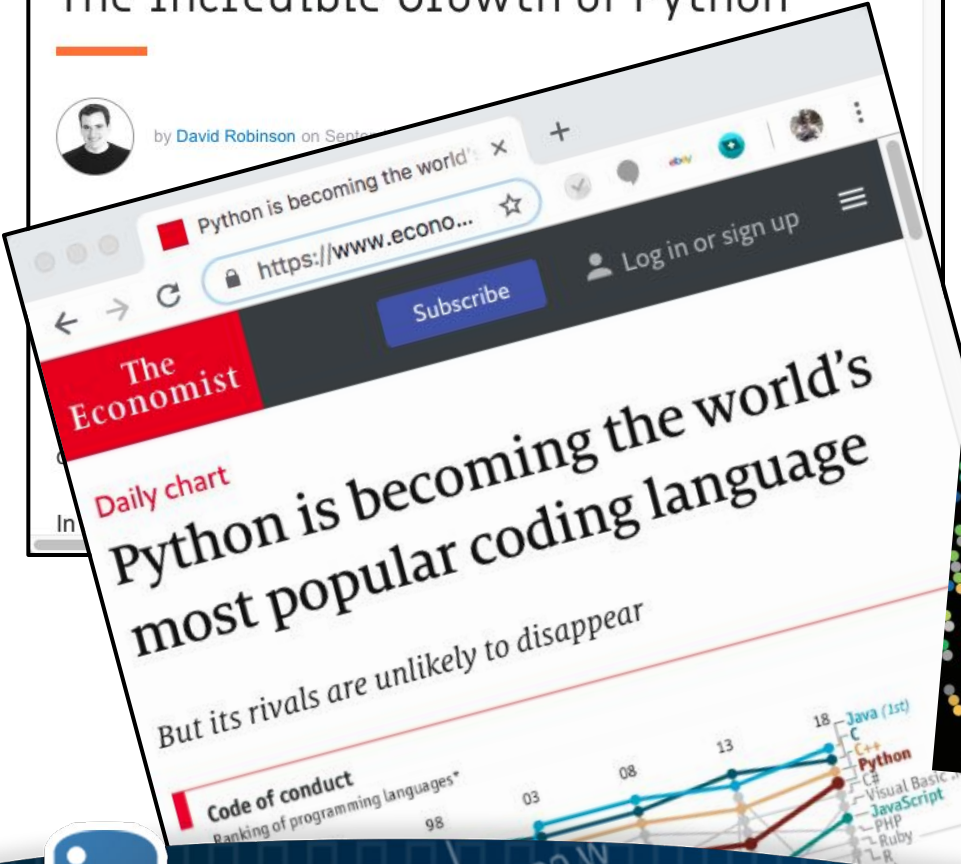 The Incredible Growth of Python
by David Robinson on Sept
Python is becoming the world's
https://www.econo...
ebay
Subscribe
Log in or sign up
The
Economist
In
Daily chart
Python is becoming the world's
most popular coding language
But its rivals are unlikely to disappear
Code of conduct
Ranking of programming languages*
98
03
08
13
18
Java (1st)
C
C++
Python
C#
Visual Basic
JavaScript
PHP
Ruby
R